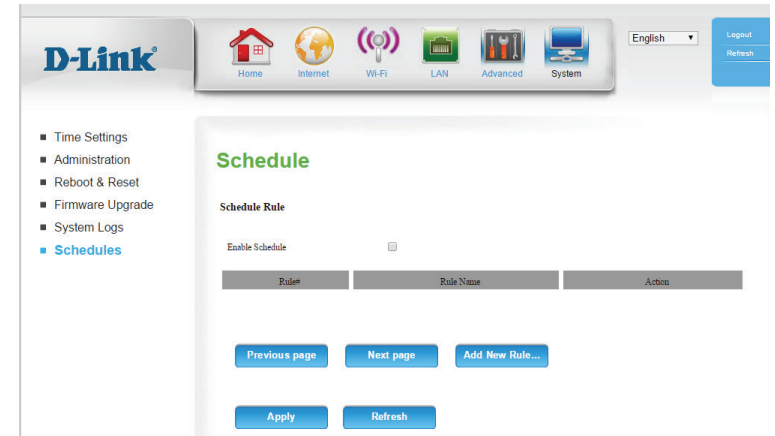 D-Link
Home Internet Wi-Fi LAN Advanced System
English
Logout
Refresh
Time Settings
Administration
Reboot & Reset
Firmware Upgrade
System Logs
Schedules
Schedule
Schedule Rule
Enable Schedule
Rule# Rule Name Action
Previous page Next page Add New Rule...
Apply Refresh